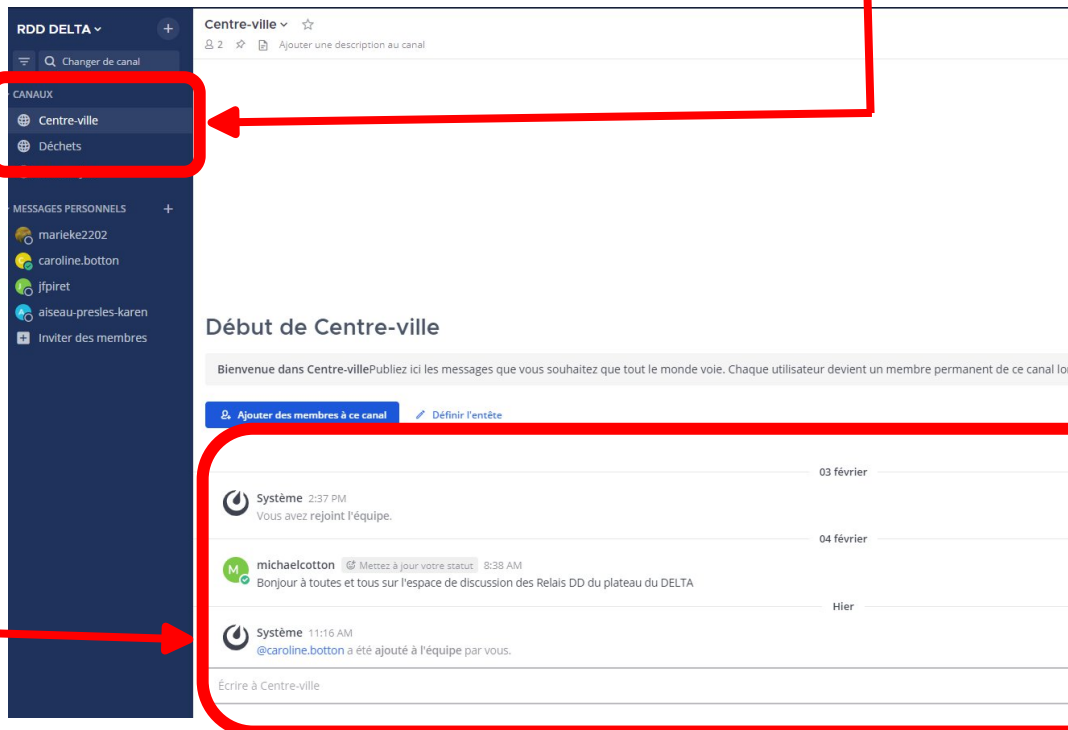 RDD DELTA
Changer de canal
CANAUX
Centre-ville
Déchets
MESSAGES PERSONNELS
marieke2202
caroline.botton
jfpiret
aiseau-presles-karen
Inviter des membres
Centre-ville
2 Ajouter une description au canal
Début de Centre-ville
Bienvenue dans Centre-villePubliez ici les messages que vous souhaitez que tout le monde voie. Chaque utilisateur devient un membre permanent de ce canal
Ajouter des membres à ce canal Définir l'entête
03 février
Système 2:37 PM
Vous avez rejoint l'équipe.
04 février
M michaelcotton Mettez à jour votre statut 8:38 AM
Bonjour à toutes et tous sur l'espace de discussion des Relais DD du plateau du DELTA
Hier
Système 11:16 AM
@caroline.botton a été ajouté à l'équipe par vous.
Écrire à Centre-ville